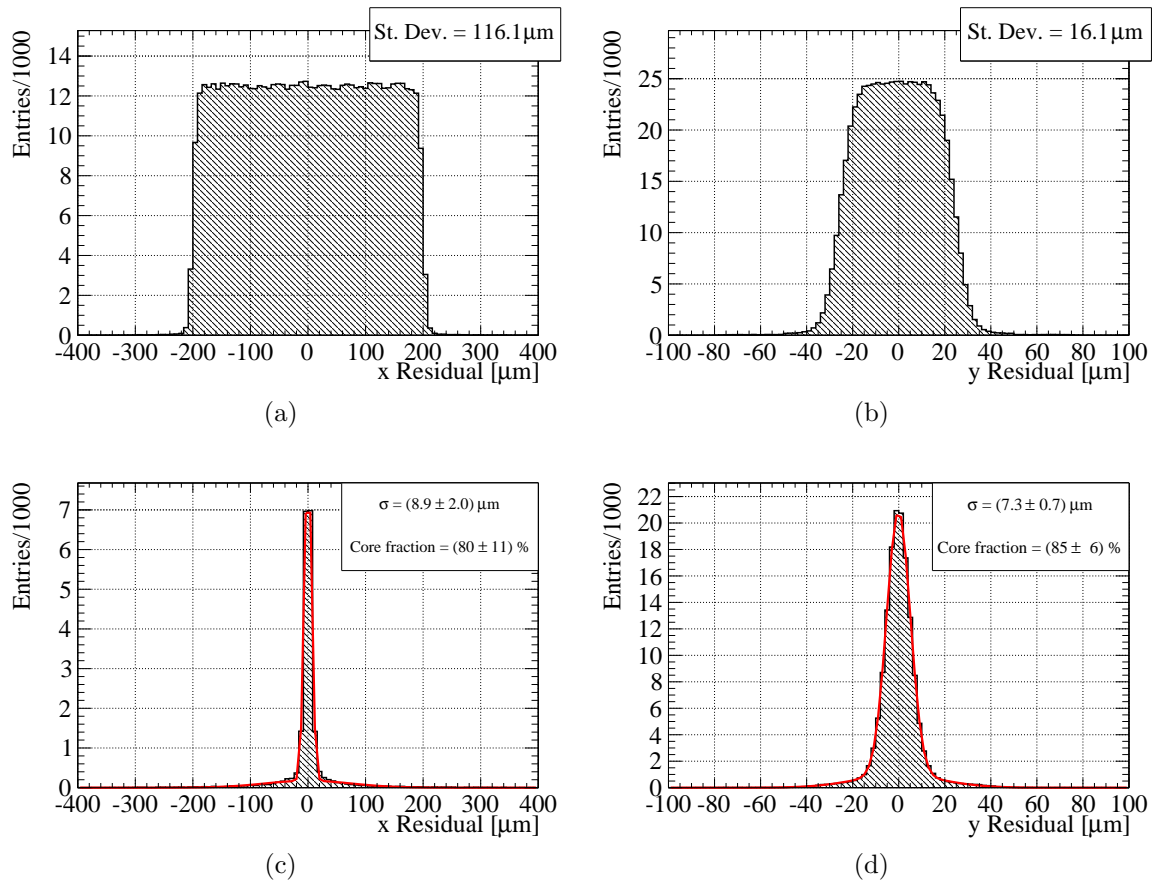 St. Dev. = 116.1μm
Entries/1000
14
12
10
8
6
4
2
0
-400 -300 -200 -100 0 100 200 300 400
x Residual [μm]
(a)
St. Dev. = 16.1μm
Entries/1000
25
20
15
10
5
0
-100 -80 -60 -40 -20 0 20 40 60 80 100
y Residual [μm]
(b)
σ = (8.9 ± 2.0) μm
Core fraction = (80 ± 11) %
Entries/1000
7
6
5
4
3
2
1
0
-400 -300 -200 -100 0 100 200 300 400
x Residual [μm]
(c)
σ = (7.3 ± 0.7) μm
Core fraction = (85 ± 6) %
Entries/1000
22
20
18
16
14
12
10
8
6
4
2
0
-100 -80 -60 -40 -20 0 20 40 60 80 100
y Residual [μm]
(d)